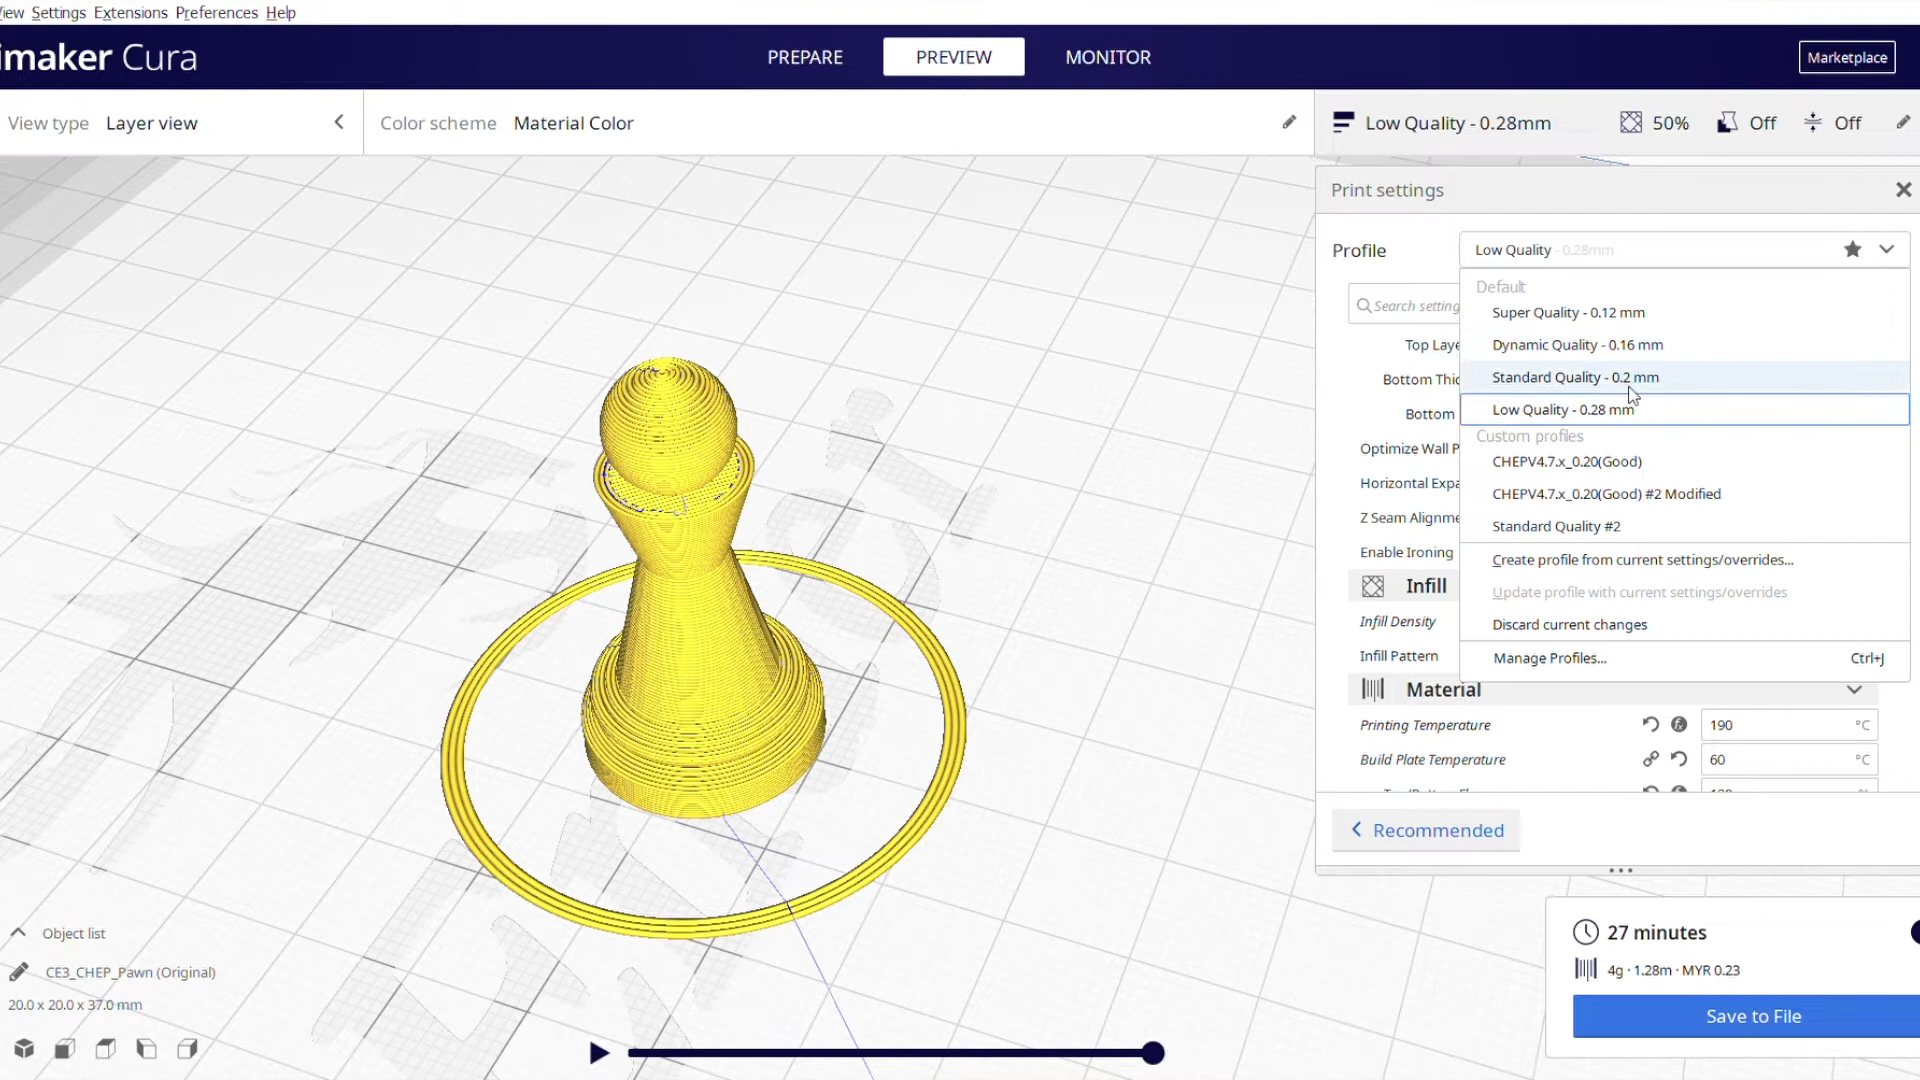 View Settings Extensions Preferences Help
imaker Cura
PREPARE
PREVIEW
MONITOR
Marketplace
View type Layer view
Color scheme Material Color
Low Quality - 0.28mm
50%
Off
Off
Print settings
Profile
Low Quality - 0.28mm
Default
Super Quality - 0.12 mm
Dynamic Quality - 0.16 mm
Standard Quality - 0.2 mm
Low Quality - 0.28 mm
Custom profiles
CHEPV4.7.x_0.20(Good)
CHEPV4.7.x_0.20(Good) #2 Modified
Standard Quality #2
Create profile from current settings/overrides...
Update profile with current settings/overrides
Discard current changes
Manage Profiles... Ctrl+J
Search setting
Top Laye
Bottom Thic
Bottom
Optimize Wall P
Horizontal Expa
Z Seam Alignme
Enable Ironing
Infill
Infill Density
Infill Pattern
Material
Printing Temperature 190 °C
Build Plate Temperature 60 °C
Recommended
27 minutes
4g · 1.28m · MYR 0.23
Save to File
Object list
CE3_CHEP_Pawn (Original)
20.0 x 20.0 x 37.0 mm